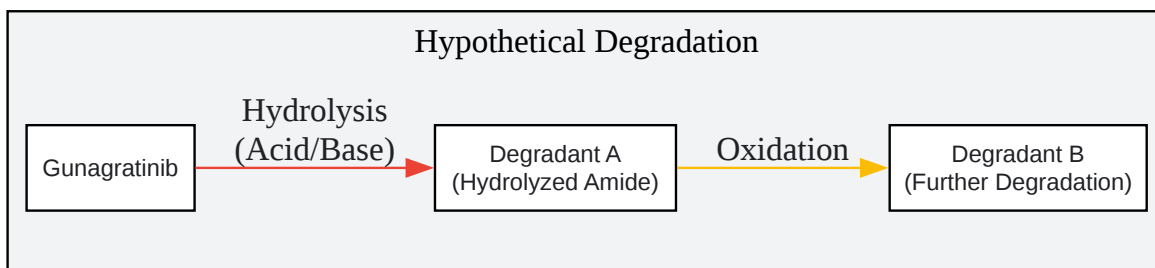 Hypothetical Degradation
Hydrolysis
(Acid/Base)
Gunagratinib
Degradant A
(Hydrolyzed Amide)
Oxidation
Degradant B
(Further Degradation)